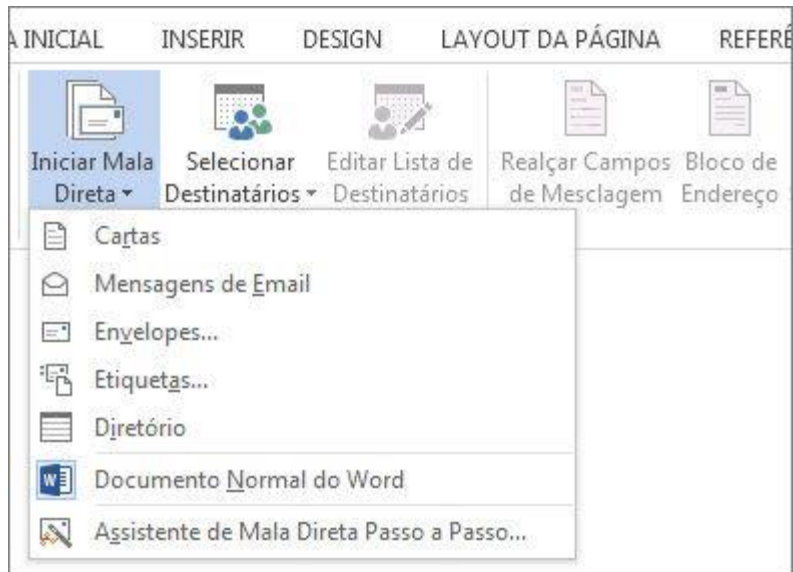 A INICIAL INSERIR DESIGN LAYOUT DA PÁGINA REFERÊ
Iniciar Mala Direta
Selecionar Destinatários
Editar Lista de Destinatários
Realçar Campos de Mesclagem
Bloco de Endereço
Cartas
Mensagens de Email
Envelopes...
Etiquetas...
Diretório
Documento Normal do Word
Assistente de Mala Direta Passo a Passo...